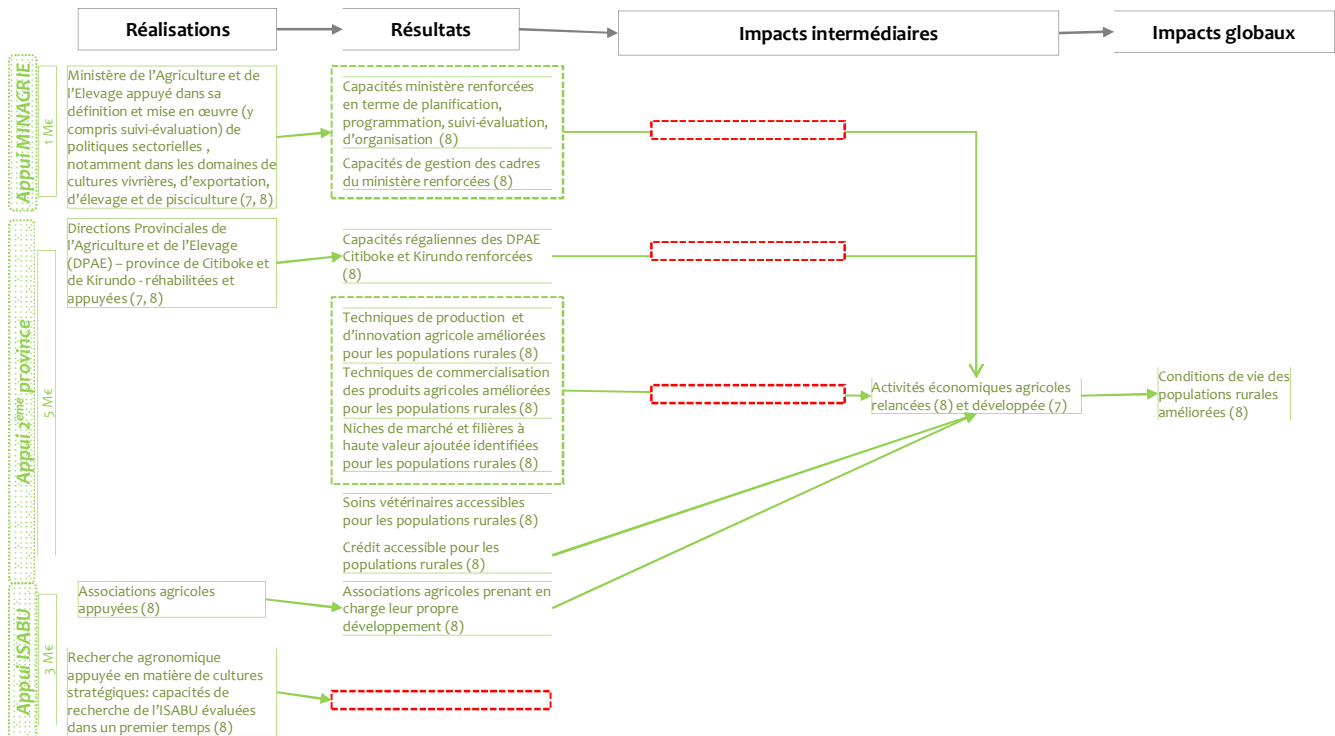 Réalisations
Résultats
Impacts intermédiaires
Impacts globaux
Appui MINAGRIE
1 M€
Ministère de l'Agriculture et de
l'Elevage appuyé dans sa
définition et mise en œuvre (y
compris suivi-évaluation) de
politiques sectorielles ,
notamment dans les domaines de
cultures vivrières, d'exportation,
d'élevage et de pisciculture (7, 8)
Capacités ministère renforcées
en terme de planification,
programmation, suivi-évaluation,
d'organisation (8)
Capacités de gestion des cadres
du ministère renforcées (8)
Appui 2ème province
5 M€
Directions Provinciales de
l'Agriculture et de l'Elevage
(DPAE) – province de Citiboke et
de Kirundo - réhabilitées et
appuyées (7, 8)
Capacités régaliennes des DPAE
Citiboke et Kirundo renforcées
(8)
Techniques de production et
d'innovation agricole améliorées
pour les populations rurales (8)
Techniques de commercialisation
des produits agricoles améliorées
pour les populations rurales (8)
Niches de marché et filières à
haute valeur ajoutée identifiées
pour les populations rurales (8)
Activités économiques agricoles
relancées (8) et développée (7)
Conditions de vie des
populations rurales
améliorées (8)
Soins vétérinaires accessibles
pour les populations rurales (8)
Crédit accessible pour les
populations rurales (8)
Appui ISABU
3 M€
Associations agricoles
appuyées (8)
Associations agricoles prenant en
charge leur propre
développement (8)
Recherche agronomique
appuyée en matière de cultures
stratégiques: capacités de
recherche de l'ISABU évaluées
dans un premier temps (8)